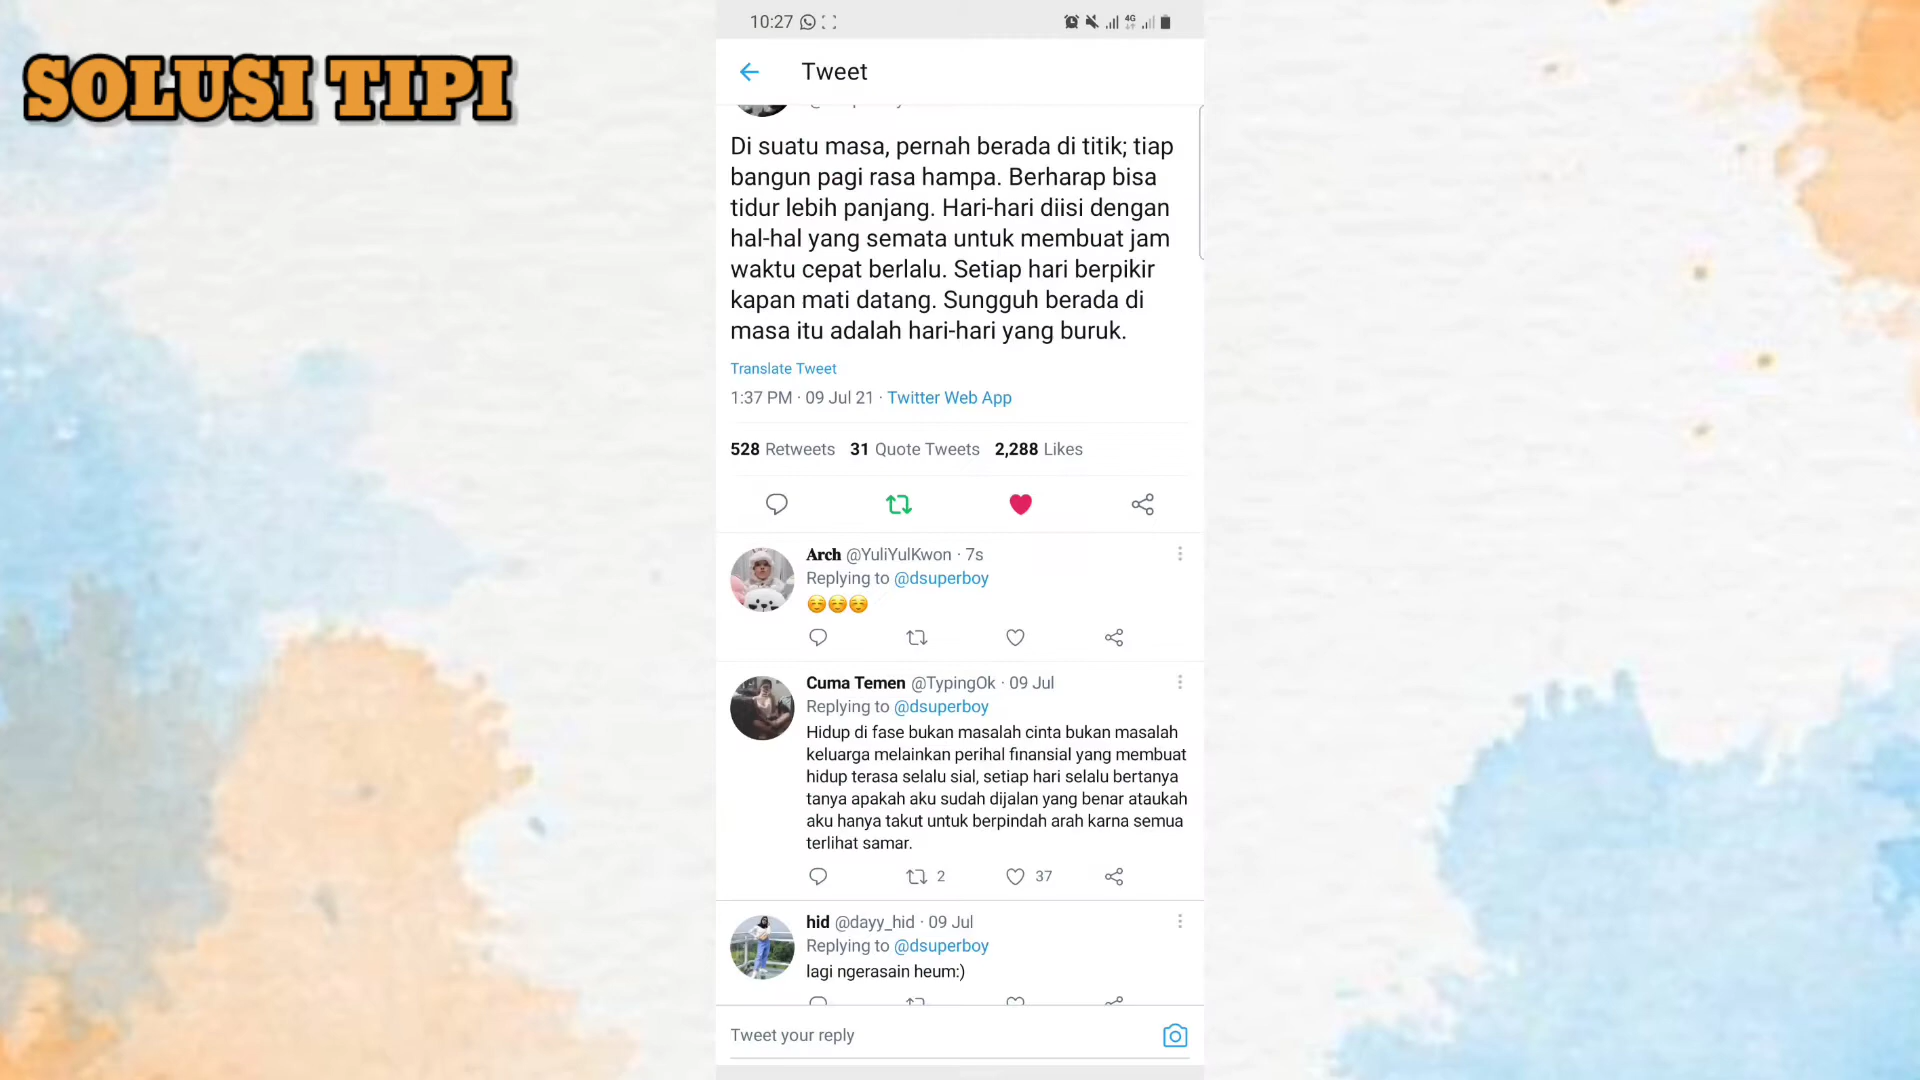 SOLUSI TIPI
10:27
4G
Tweet
Di suatu masa, pernah berada di titik; tiap
bangun pagi rasa hampa. Berharap bisa
tidur lebih panjang. Hari-hari diisi dengan
hal-hal yang semata untuk membuat jam
waktu cepat berlalu. Setiap hari berpikir
kapan mati datang. Sungguh berada di
masa itu adalah hari-hari yang buruk.
Translate Tweet
1:37 PM · 09 Jul 21 · Twitter Web App
528 Retweets 31 Quote Tweets 2,288 Likes
Arch @YuliYulKwon · 7s
Replying to @dsuperboy
☺️☺️☺️
Cuma Temen @TypingOk · 09 Jul
Replying to @dsuperboy
Hidup di fase bukan masalah cinta bukan masalah
keluarga melainkan perihal finansial yang membuat
hidup terasa selalu sial, setiap hari selalu bertanya
tanya apakah aku sudah dijalan yang benar ataukah
aku hanya takut untuk berpindah arah karna semua
terlihat samar.
2 37
hid @dayy_hid · 09 Jul
Replying to @dsuperboy
lagi ngerasain heum:)
Tweet your reply